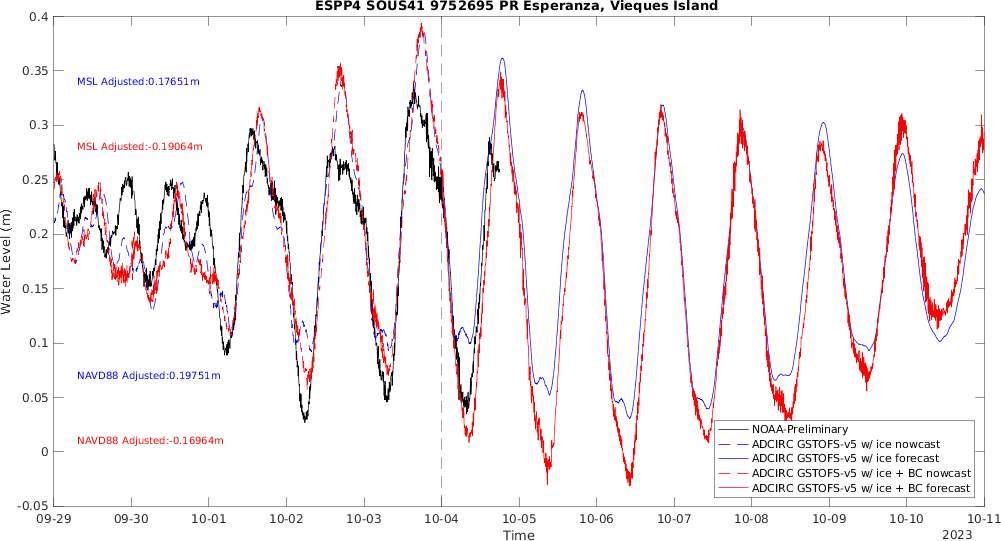 ESPP4 SOUS41 9752695 PR Esperanza, Vieques Island
0.4
0.35
0.3
0.25
0.2
0.15
0.1
0.05
0
-0.05
Water Level (m)
MSL Adjusted:0.17651m
MSL Adjusted:-0.19064m
NAVD88 Adjusted:0.19751m
NAVD88 Adjusted:-0.16964m
NOAA-Preliminary
ADCIRC GSTOFS-v5 w/ ice nowcast
ADCIRC GSTOFS-v5 w/ ice forecast
ADCIRC GSTOFS-v5 w/ ice + BC nowcast
ADCIRC GSTOFS-v5 w/ ice + BC forecast
09-29 09-30 10-01 10-02 10-03 10-04 10-05 10-06 10-07 10-08 10-09 10-10 10-11
Time
2023